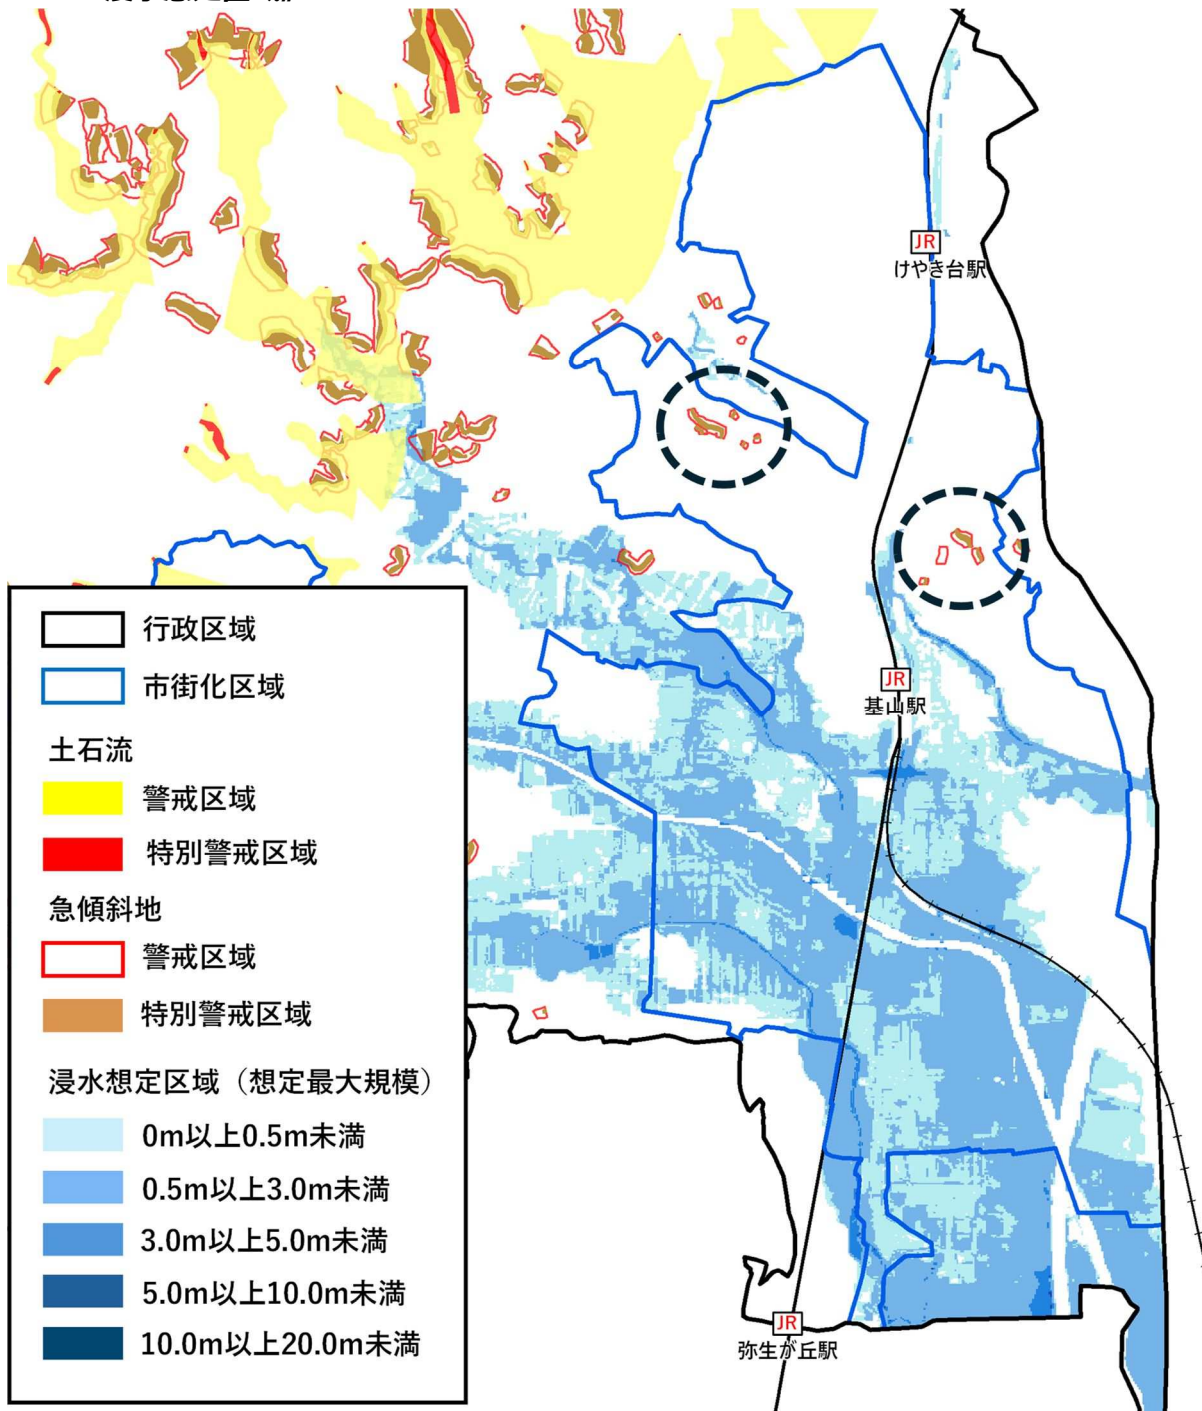 JR
けやき台駅
行政区域
市街化区域
土石流
警戒区域
特別警戒区域
急傾斜地
警戒区域
特別警戒区域
浸水想定区域（想定最大規模）
0m以上0.5m未満
0.5m以上3.0m未満
3.0m以上5.0m未満
5.0m以上10.0m未満
10.0m以上20.0m未満
JR
基山駅
JR
弥生が丘駅